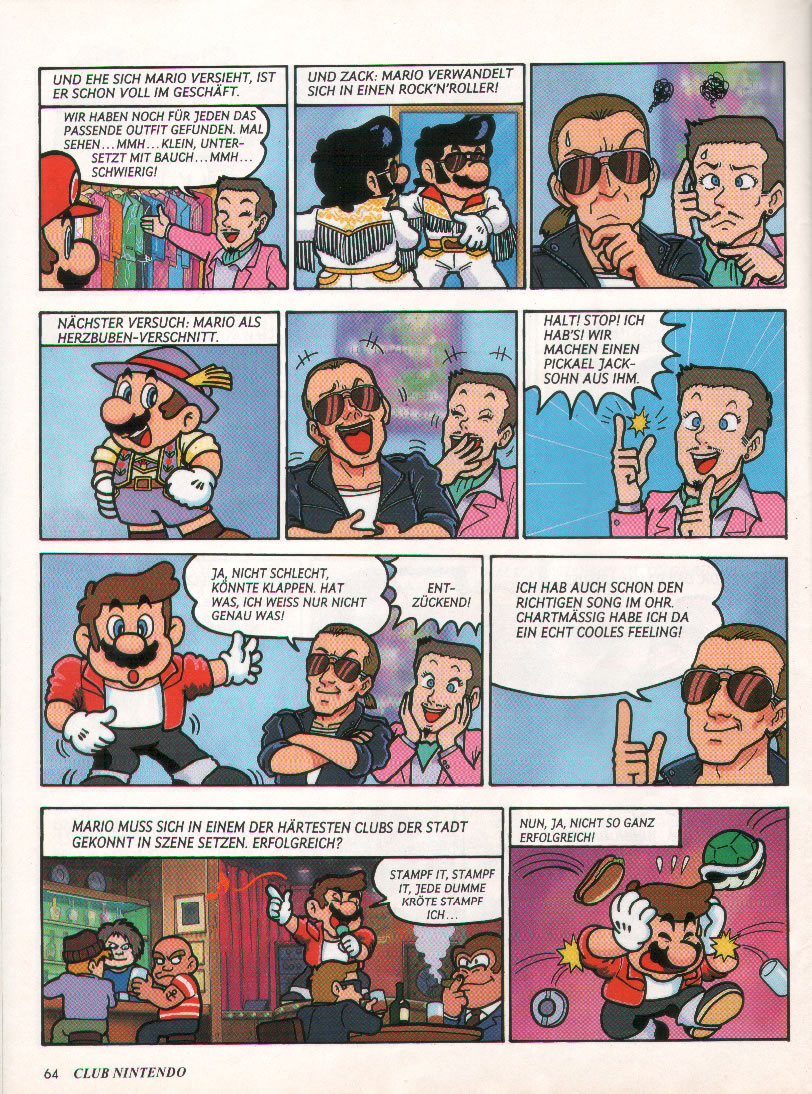 UND EHE SICH MARIO VERSIEHT, IST
ER SCHON VOLL IM GESCHÄFT.
WIR HABEN NOCH FÜR JEDEN DAS
PASSENDE OUTFIT GEFUNDEN. MAL
SEHEN...MMH...KLEIN, UNTER-
SETZT MIT BAUCH...MMH...
SCHWIERIG!
M
UND ZACK: MARIO VERWANDELT
SICH IN EINEN ROCK'N'ROLLER!
NÄCHSTER VERSUCH: MARIO ALS
HERZBUBEN-VERSCHNITT.
HALT! STOP! ICH
HAB'S! WIR
MACHEN EINEN
PICKAEL JACK-
SOHN AUS IHM.
JA, NICHT SCHLECHT,
KÖNNTE KLAPPEN. HAT
WAS, ICH WEISS NUR NICHT
GENAU WAS!
ENT-
ZÜCKEND!
ICH HAB AUCH SCHON DEN
RICHTIGEN SONG IM OHR.
CHARTMÄSSIG HABE ICH DA
EIN ECHT COOLES FEELING!
MARIO MUSS SICH IN EINEM DER HÄRTESTEN CLUBS DER STADT
GEKONNT IN SZENE SETZEN. ERFOLGREICH?
STAMPF IT, STAMPF
IT, JEDE DUMME
KRÖTE STAMPF
ICH...
NUN, JA, NICHT SO GANZ
ERFOLGREICH!
64 CLUB NINTENDO